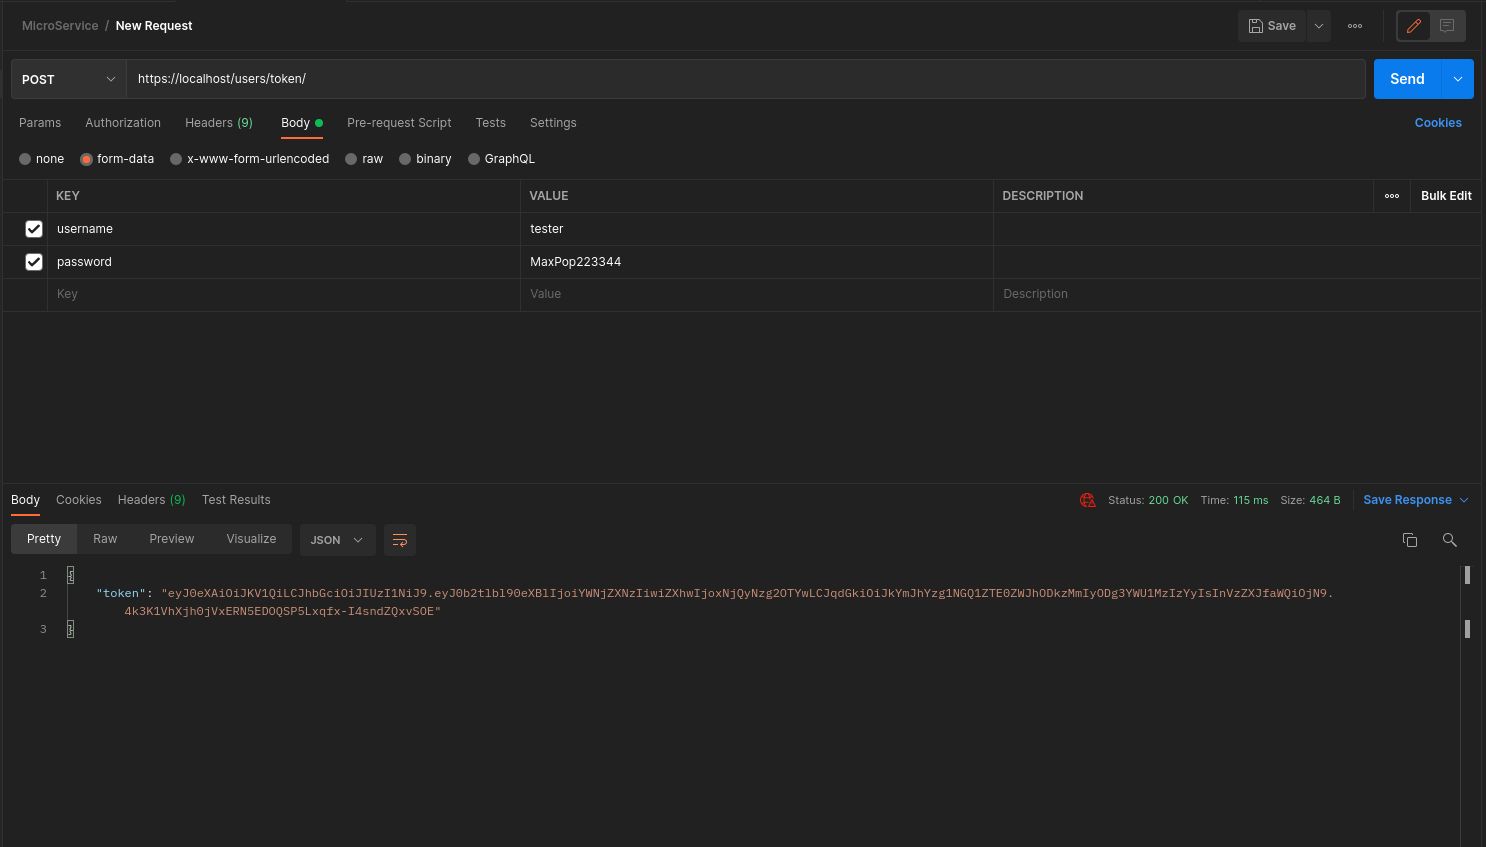 MicroService / New Request
Save
POST
https://localhost/users/token/
Send
Params Authorization Headers (9) Body Pre-request Script Tests Settings Cookies
none form-data x-www-form-urlencoded raw binary GraphQL
KEY VALUE DESCRIPTION Bulk Edit
username tester
password MaxPop223344
Key Value Description
Body Cookies Headers (9) Test Results Status: 200 OK Time: 115 ms Size: 464 B Save Response
Pretty Raw Preview Visualize JSON
1 {
2 "token": "eyJ0eXAiOiJKV1QiLCJhbGciOiJIUzI1NiJ9.eyJ0b2tlbl90eXBlIjoiYWNjZXNzIiwiZXhwIjoxNjQyNzg2OTYwLCJqdGkiOiJkYmJhYzg1NGQ1ZTE0ZWJhODkzMmIyODg3YWU1MzIzYyIsInVzZXJfaWQiOjN9.
4k3K1VhXjh0jVxERN5EDOQSP5Lxqfx-I4sndZQxvSOE"
3 }